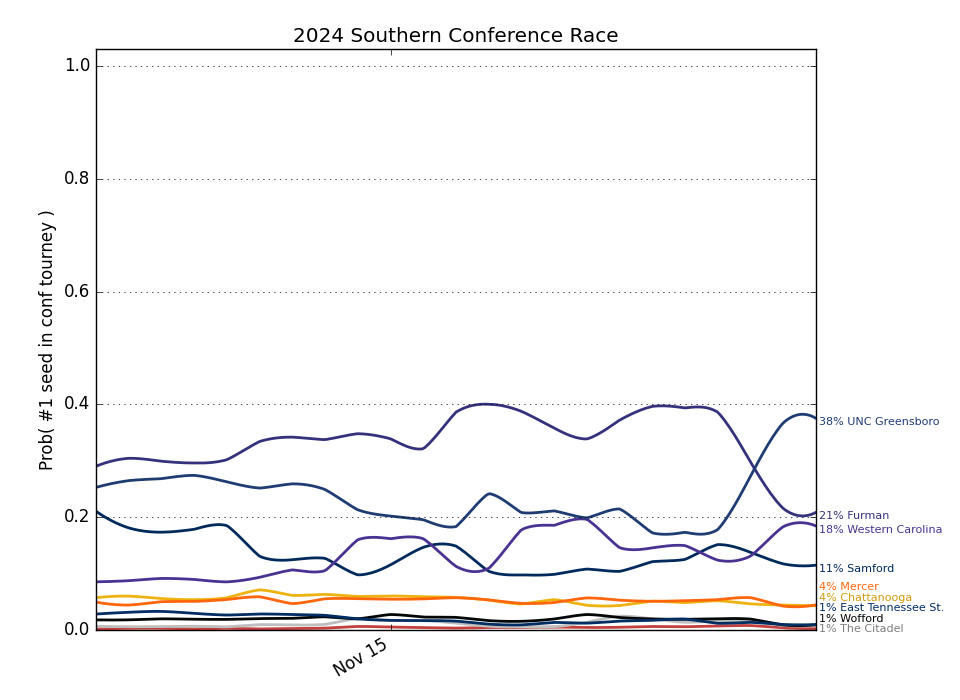 2024 Southern Conference Race
Prob( #1 seed in conf tourney )
1.0
0.8
0.6
0.4
0.2
0.0
Nov 15
38% UNC Greensboro
21% Furman
18% Western Carolina
11% Samford
4% Mercer
4% Chattanooga
1% East Tennessee St.
1% Wofford
1% The Citadel